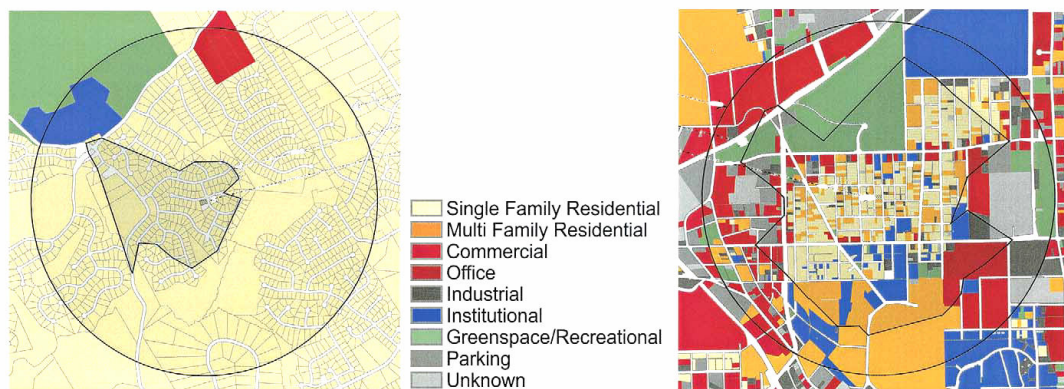 Single Family Residential
Multi Family Residential
Commercial
Office
Industrial
Institutional
Greenspace/Recreational
Parking
Unknown